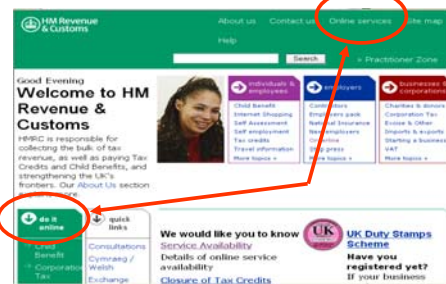 HM Revenue
& Customs
About us
Contact us
Online services
Site map
Help
Search
Practitioner Zone
Good Evening
Welcome to HM
Revenue &
Customs
HMRC is responsible for
collecting the bulk of tax
revenue, as well as paying Tax
Credits and Child Benefits, and
strengthening the UK's
frontiers. Our About Us section
individuals &
employees
Child Benefit
Internet Shopping
Self Assessment
Self employment
Tax credits
Travel information
More topics »
employers
Contractors
Employers pack
National Insurance
New employers
Stop press
More topics »
businesses &
corporations
Charities & donors
Corporation Tax
Excise & Other
Imports & exports
Starting a business
VAT
More topics »
do it
online
Child
Benefit
Corporation
Tax
quick
links
Consultations
Cymraeg /
Welsh
Exchange
We would like you to know
Service Availability
Details of online service
availability
Closure of Tax Credits
UK
UK Duty Stamps
Scheme
Have you
registered yet?
If your business